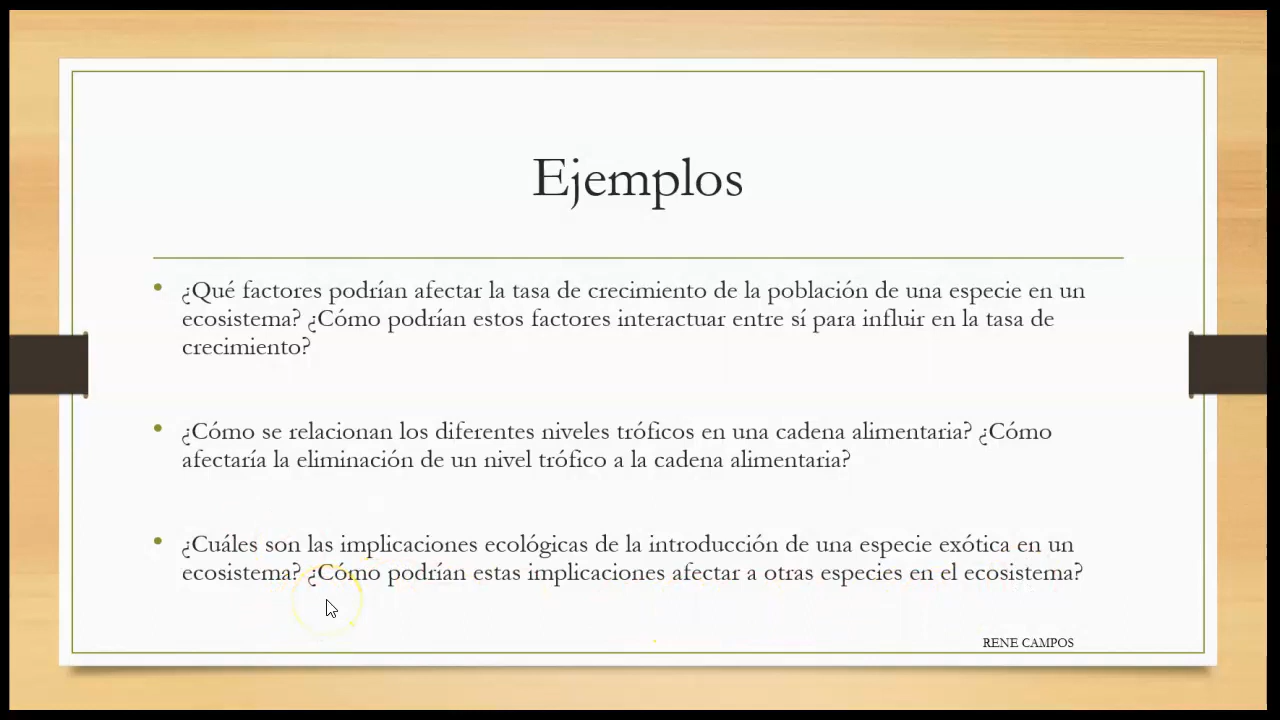 Ejemplos
• ¿Qué factores podrían afectar la tasa de crecimiento de la población de una especie en un
ecosistema? ¿Cómo podrían estos factores interactuar entre sí para influir en la tasa de
crecimiento?
• ¿Cómo se relacionan los diferentes niveles tróficos en una cadena alimentaria? ¿Cómo
afectaría la eliminación de un nivel trófico a la cadena alimentaria?
• ¿Cuáles son las implicaciones ecológicas de la introducción de una especie exótica en un
ecosistema? ¿Cómo podrían estas implicaciones afectar a otras especies en el ecosistema?
RENE CAMPOS